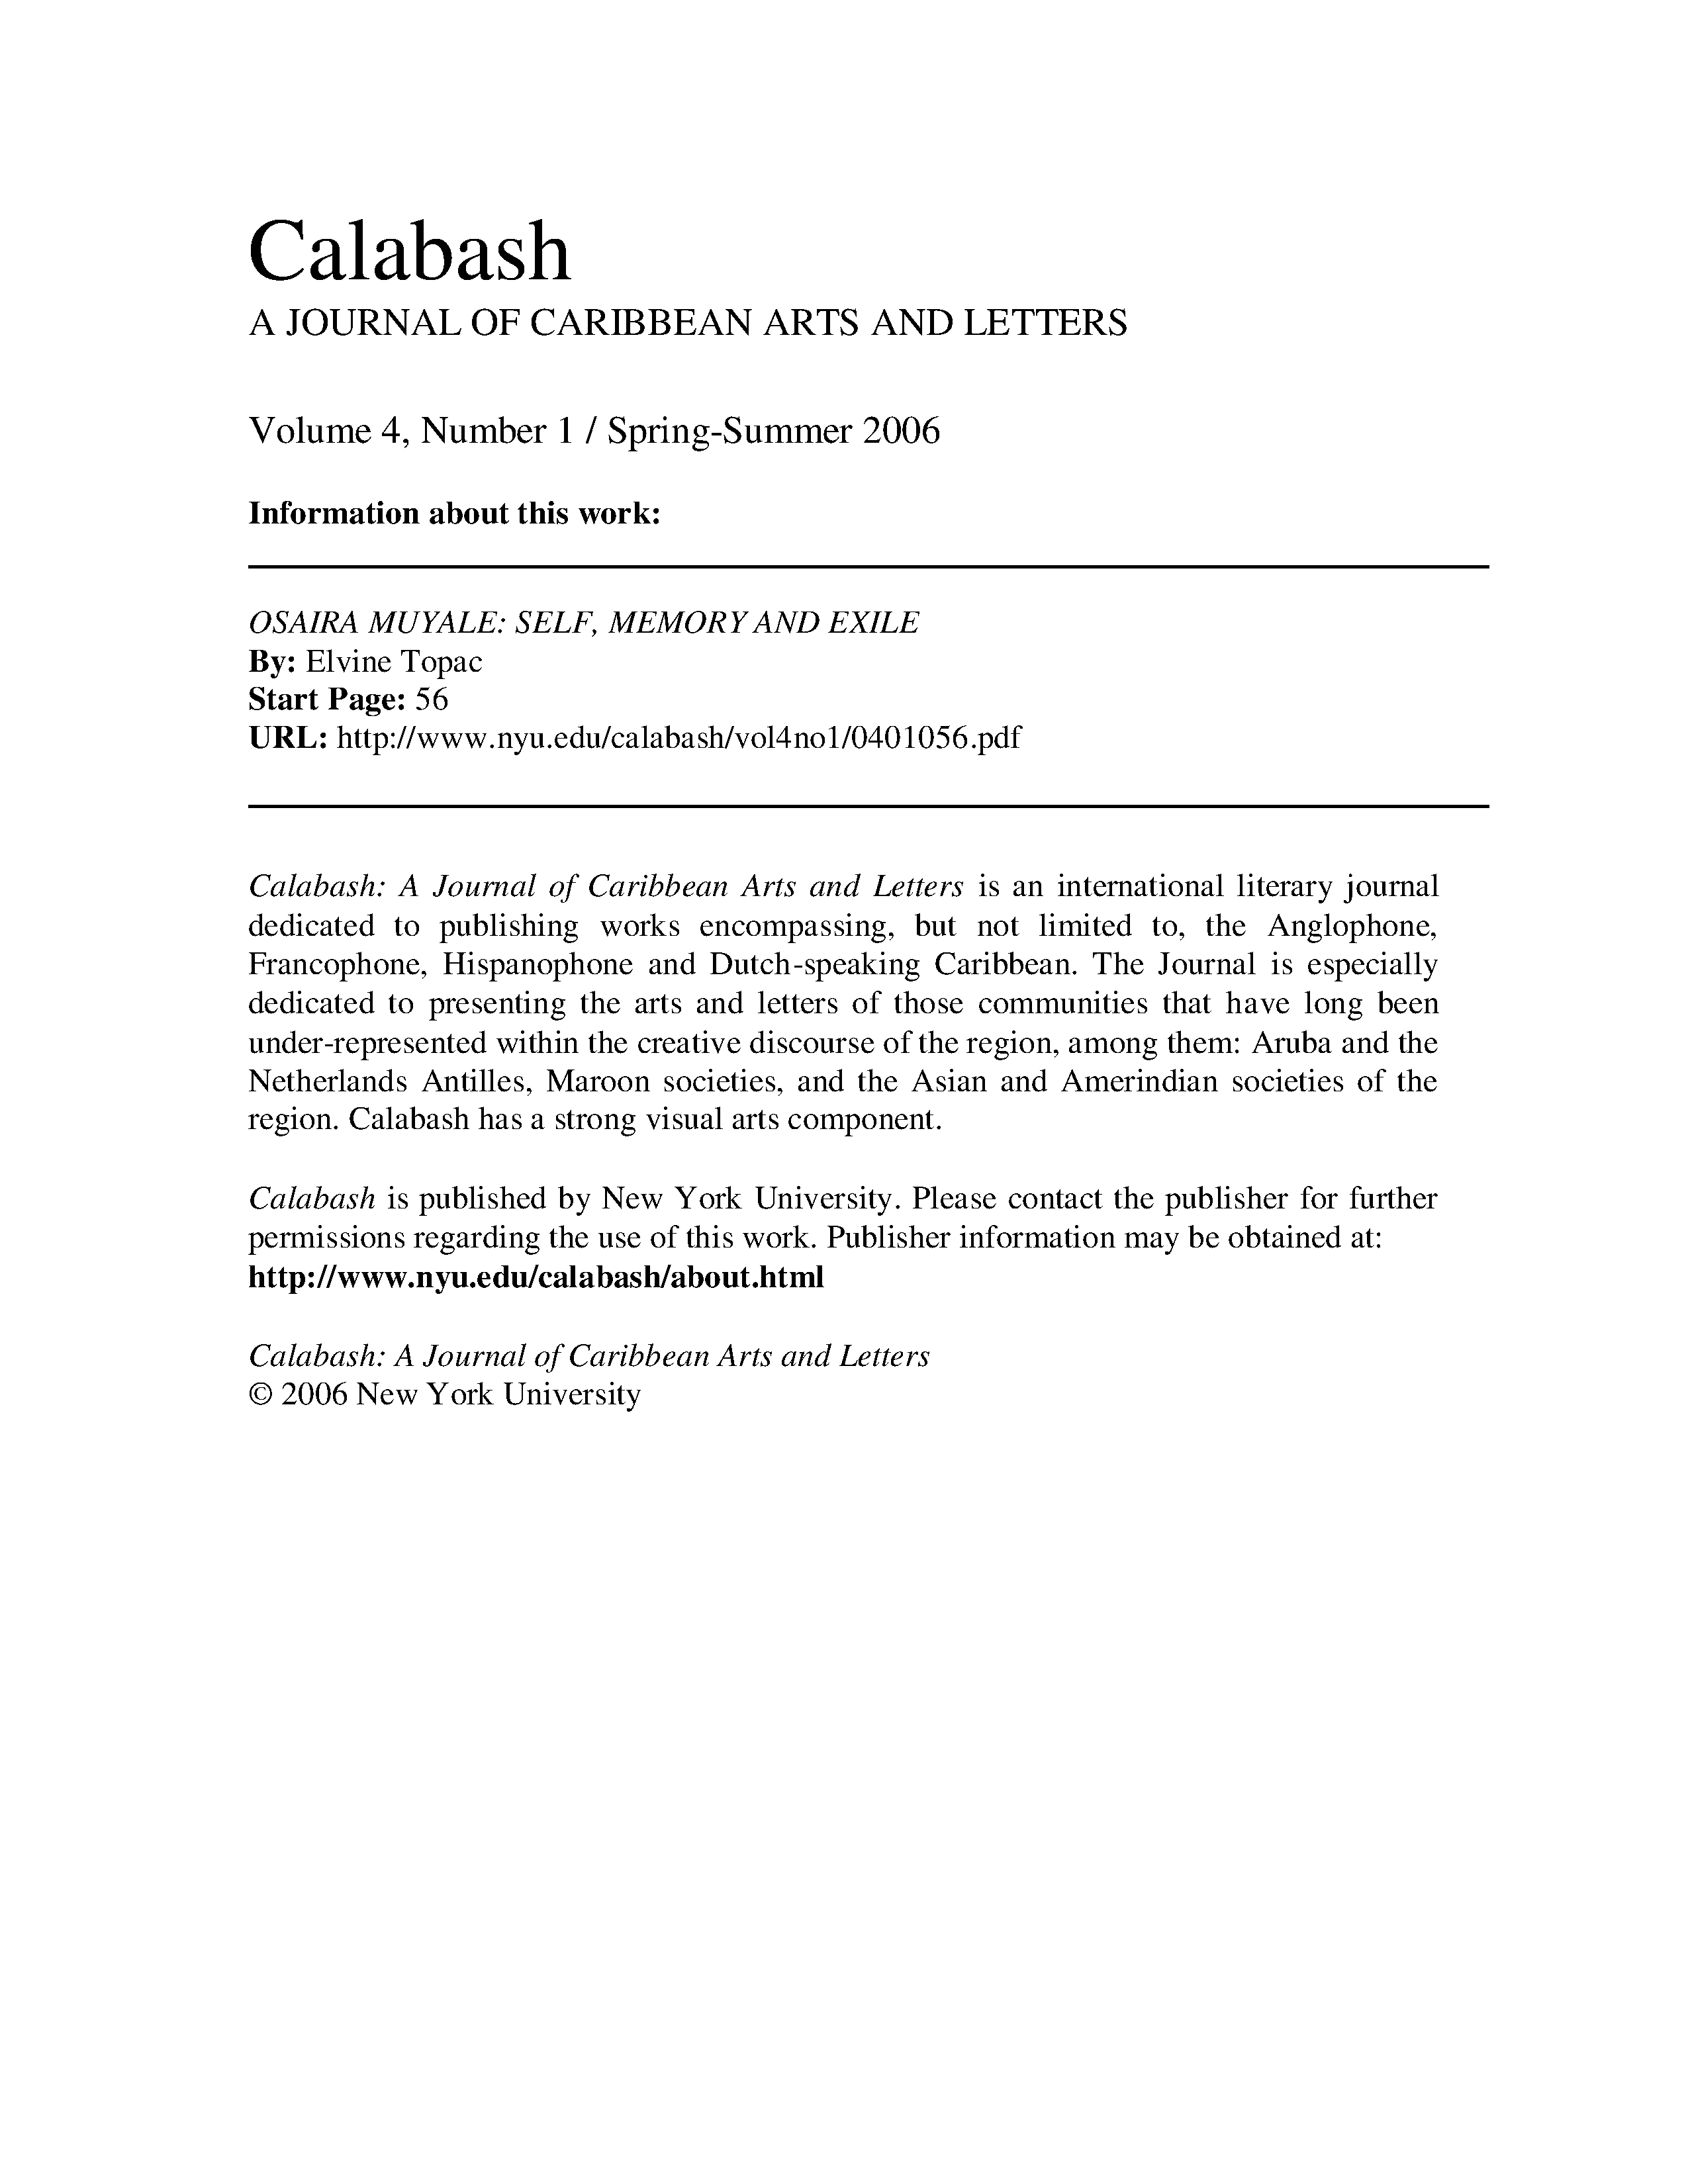 Calabash
A JOURNAL OF CARIBBEAN ARTS AND LETTERS
Volume 4, Number 1 / Spring-Summer 2006
Information about this work:
OSAIRA MUYALE: SELF, MEMORY AND EXILE
By: Elvine Topac
Start Page: 56
URL: http://www.nyu.edu/calabash/vol4no1/0401056.pdf
Calabash: A Journal of Caribbean Arts and Letters is an international literary journal
dedicated to publishing works encompassing, but not limited to, the Anglophone,
Francophone, Hispanophone and Dutch-speaking Caribbean. The Journal is especially
dedicated to presenting the arts and letters of those communities that have long been
under-represented within the creative discourse of the region, among them: Aruba and the
Netherlands Antilles, Maroon societies, and the Asian and Amerindian societies of the
region. Calabash has a strong visual arts component.
Calabash is published by New York University. Please contact the publisher for further
permissions regarding the use of this work. Publisher information may be obtained at:
http://www.nyu.edu/calabash/about.html
Calabash: A Journal of Caribbean Arts and Letters
© 2006 New York University